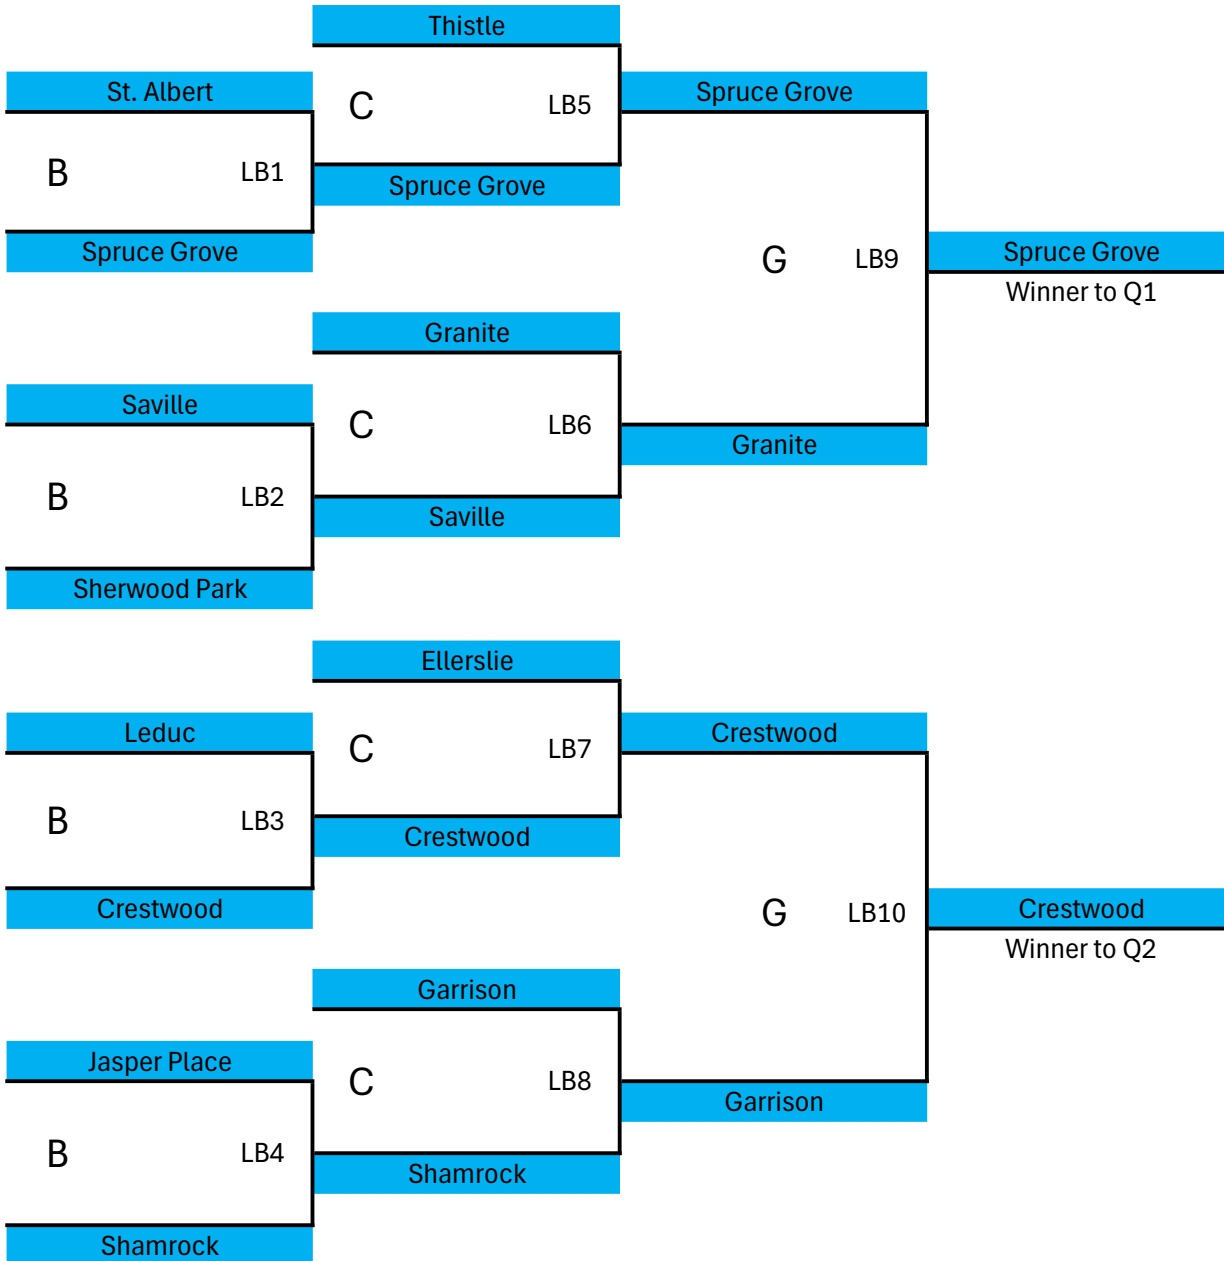 Thistle
St. Albert
C
LB5
Spruce Grove
B
LB1
Spruce Grove
Spruce Grove
G
LB9
Spruce Grove
Winner to Q1
Granite
Saville
C
LB6
Granite
B
LB2
Saville
Sherwood Park
Ellerslie
Leduc
C
LB7
Crestwood
B
LB3
Crestwood
Crestwood
G
LB10
Crestwood
Winner to Q2
Garrison
Jasper Place
C
LB8
Garrison
B
LB4
Shamrock
Shamrock